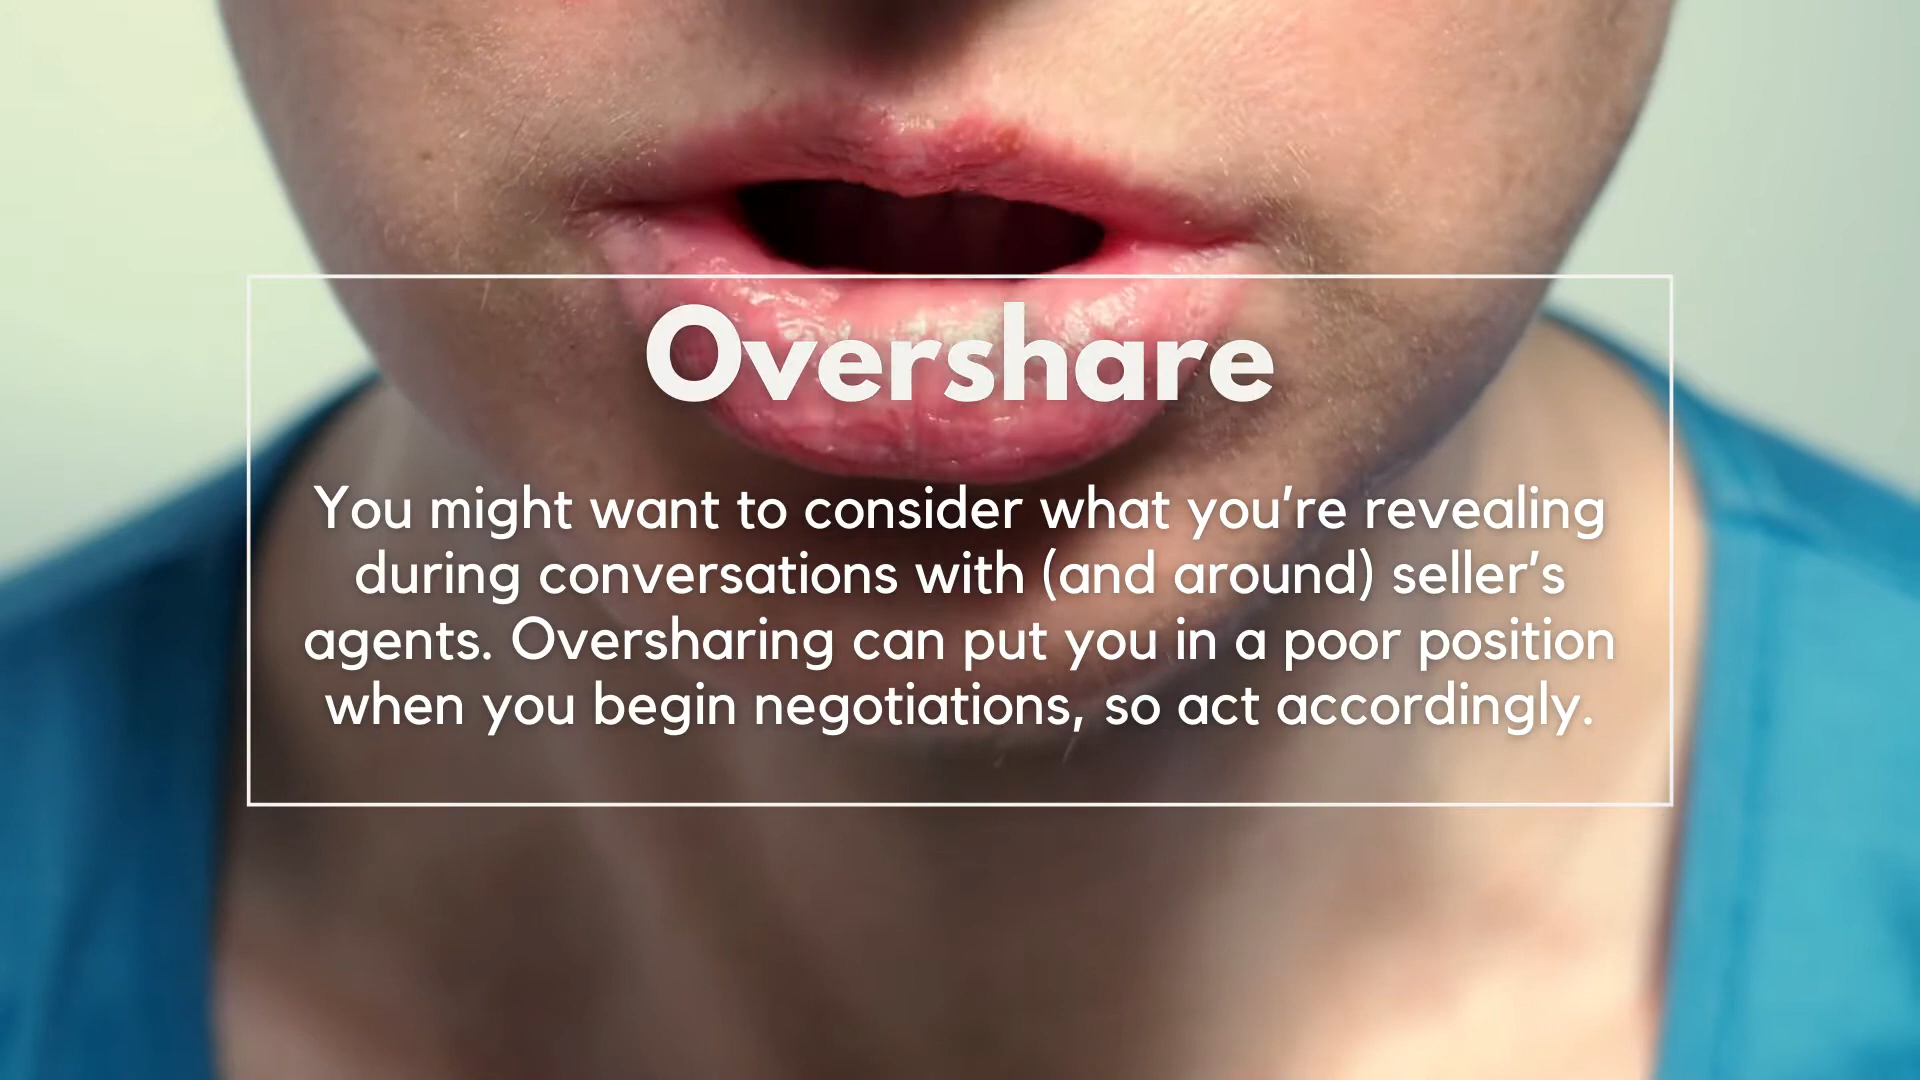 Overshare
You might want to consider what you’re revealing
during conversations with (and around) seller’s
agents. Oversharing can put you in a poor position
when you begin negotiations, so act accordingly.